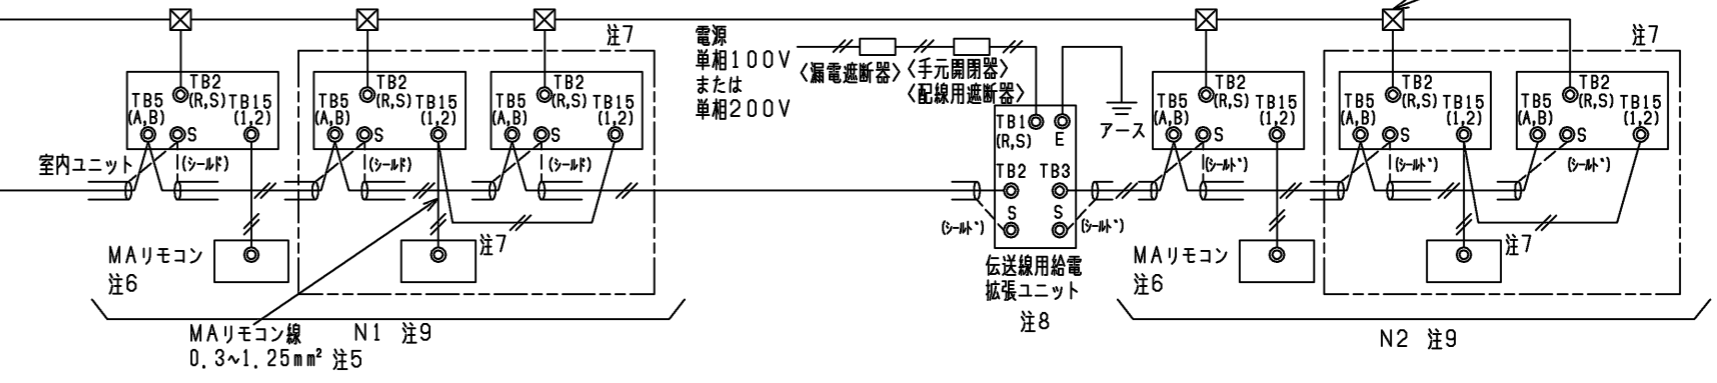 注7
電源
単相100V
または
単相200V
〈漏電遮断器〉
〈手元開閉器〉
〈配線用遮断器〉
アース
注7
TB2
(R,S)
TB5
(A,B)
S
TB15
(1,2)
TB2
(R,S)
TB5
(A,B)
S
TB15
(1,2)
TB2
(R,S)
TB5
(A,B)
S
TB15
(1,2)
TB1
(R,S)
E
TB2
TB3
S
S
TB2
(R,S)
TB5
(A,B)
S
TB15
(1,2)
TB2
(R,S)
TB5
(A,B)
S
TB15
(1,2)
TB2
(R,S)
TB5
(A,B)
S
TB15
(1,2)
室内ユニット
(シールド)
(シールド)
(シールド)
(シールド)
(シールド)
(シールド)
(シールド)
(シールド)
MAリモコン
注6
注7
伝送線用給電
拡張ユニット
注8
MAリモコン
注6
注7
MAリモコン線
0.3~1.25mm² 注5
N1 注9
N2 注9